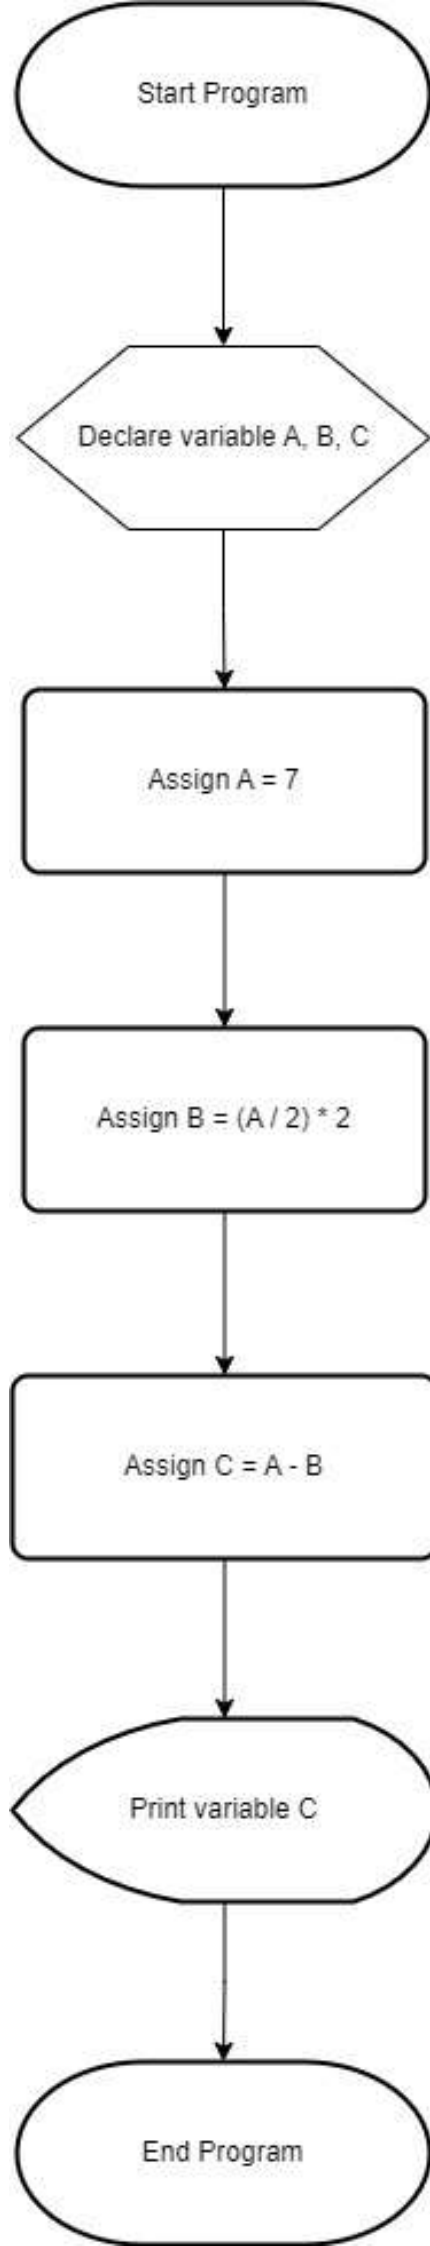 Start Program
Declare variable A, B, C
Assign A = 7
Assign B = (A / 2) * 2
Assign C = A - B
Print variable C
End Program